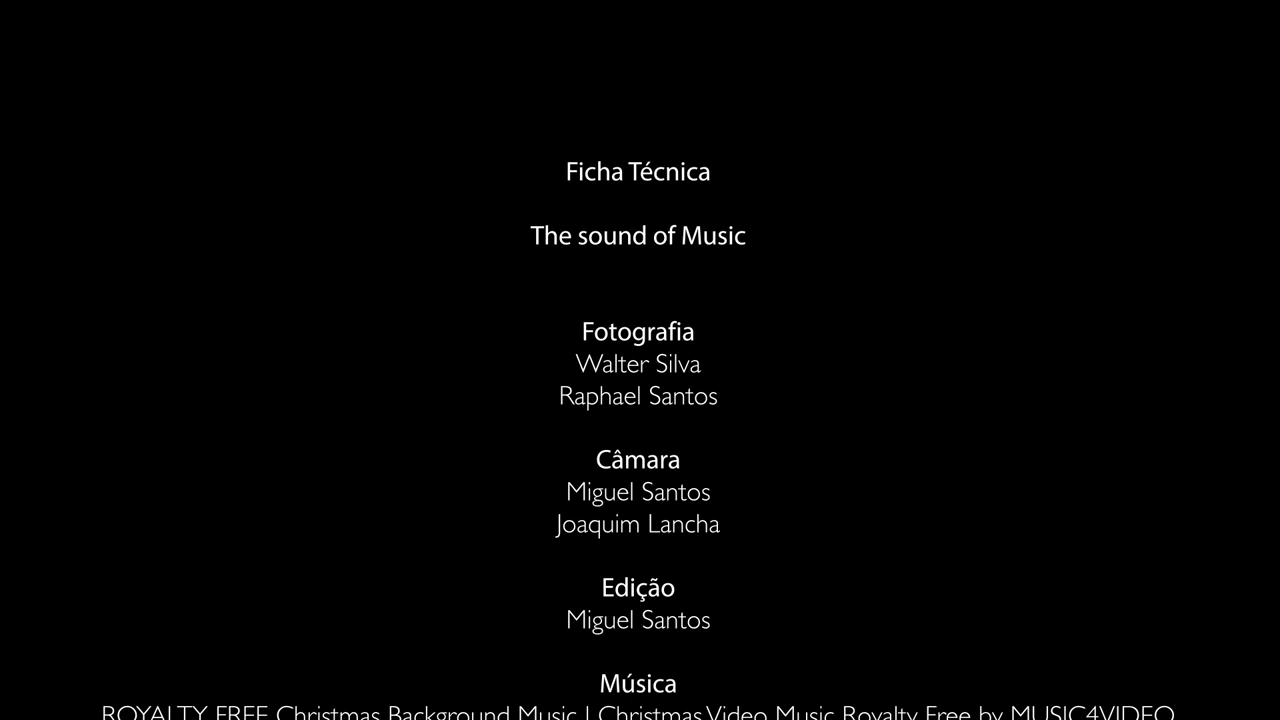 Ficha Técnica
The sound of Music
Fotografia
Walter Silva
Raphael Santos
Câmara
Miguel Santos
Joaquim Lancha
Edição
Miguel Santos
Música
ROYALTY FREE Christmas Background Music | Christmas Video Music Royalty Free by MUSIC4VIDEO